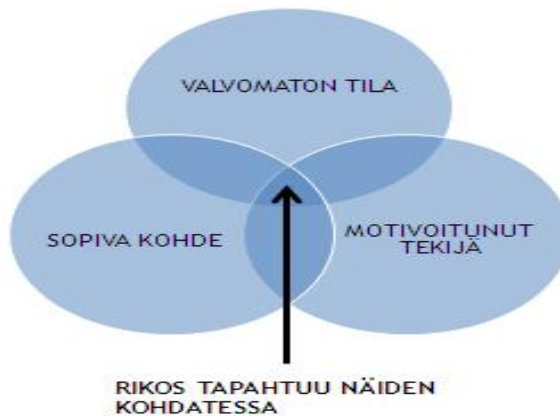 VALVOMATON TILA
SOPIVA KOHDE
MOTIVOITUNUT
TEKIJÄ
RIKOS TAPAHTUU NÄIDEN
KOHDATESSA